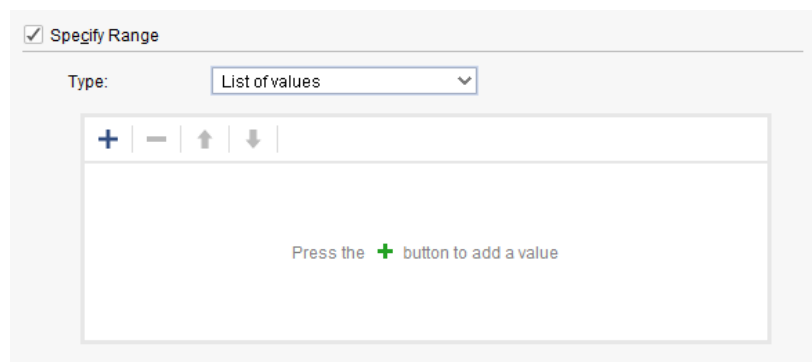 Specify Range
Type: List of values
Press the + button to add a value